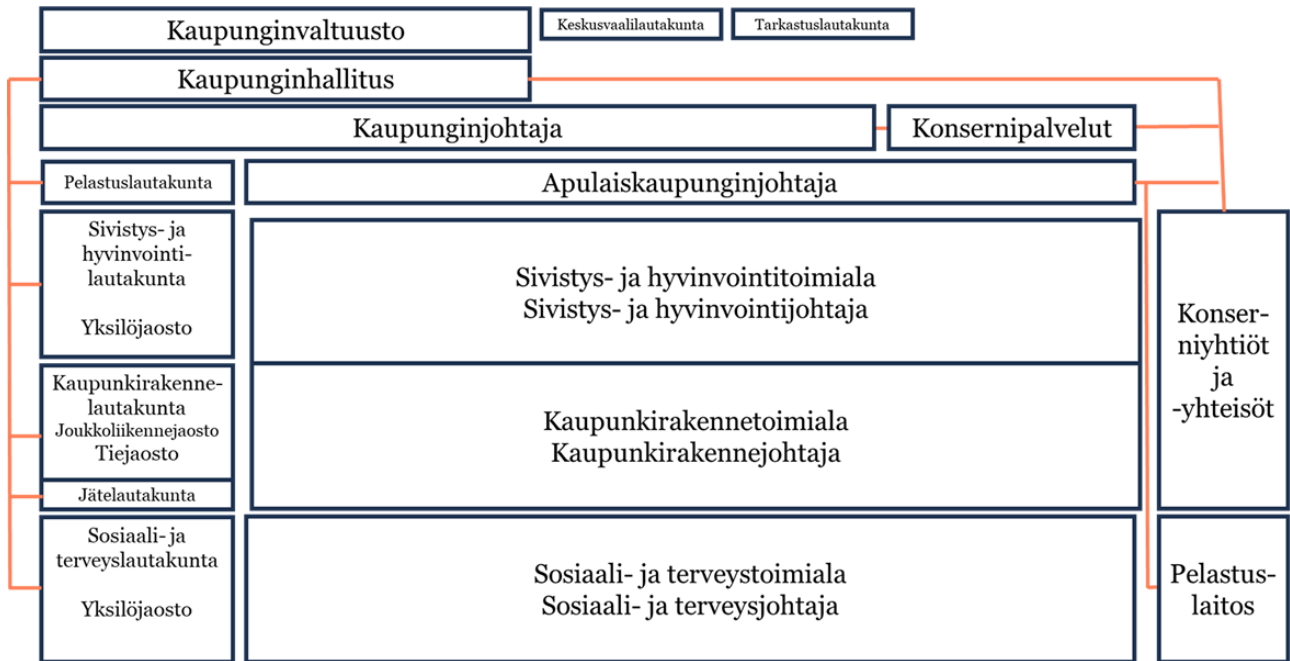 Kaupunginvaltuusto
Keskusvaalilautakunta
Tarkastuslautakunta
Kaupunginhallitus
Kaupunginjohtaja
Konsernipalvelut
Pelastuslautakunta
Apulaiskaupunginjohtaja
Sivistys- ja
hyvinvointi-
lautakunta
Yksilöjaosto
Sivistys- ja hyvinvointitoimiala
Sivistys- ja hyvinvointijohtaja
Konser-
niyhtiöt
ja
-yhteisöt
Kaupunkirakenne-
lautakunta
Joukkoliikennejaosto
Tiejaosto
Kaupunkirakennetoimiala
Kaupunkirakennejohtaja
Jätelautakunta
Sosiaali- ja
terveyslautakunta
Yksilöjaosto
Sosiaali- ja terveystoimiala
Sosiaali- ja terveysjohtaja
Pelastus-
laitos